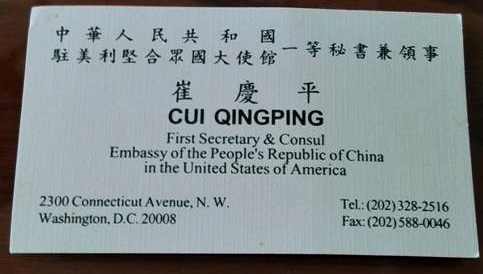 中華人民共和國
駐美利堅合眾國大使館
一等秘書兼領事
崔慶平
CUI QINGPING
First Secretary & Consul
Embassy of the People's Republic of China
in the United States of America
2300 Connecticut Avenue, N. W.
Washington, D.C. 20008
Tel.: (202) 328-2516
Fax: (202) 588-0046